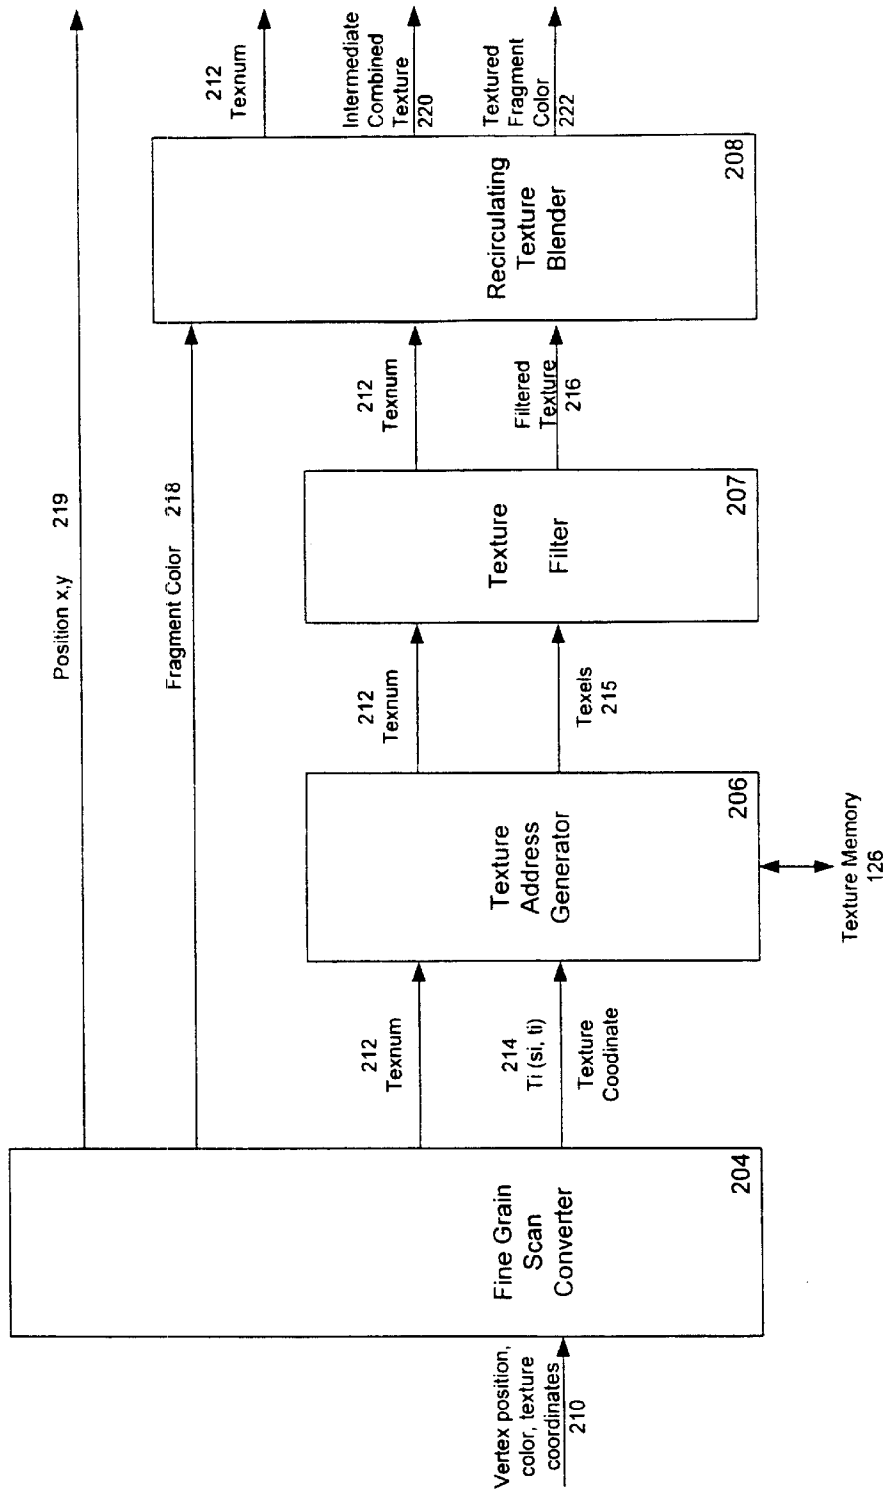 Position x,y 219
Fragment Color 218
Vertex position,
color, texture
coordinates
210
Fine Grain
Scan
Converter
204
212
Texnum
214
Ti (si, ti)
Texture
Coodinate
Texture
Address
Generator
206
Texture Memory
126
212
Texnum
Texels
215
Texture
Filter
207
212
Texnum
Filtered
Texture
216
Recirculating
Texture
Blender
208
212
Texnum
Intermediate
Combined
Texture
220
Textured
Fragment
Color
222